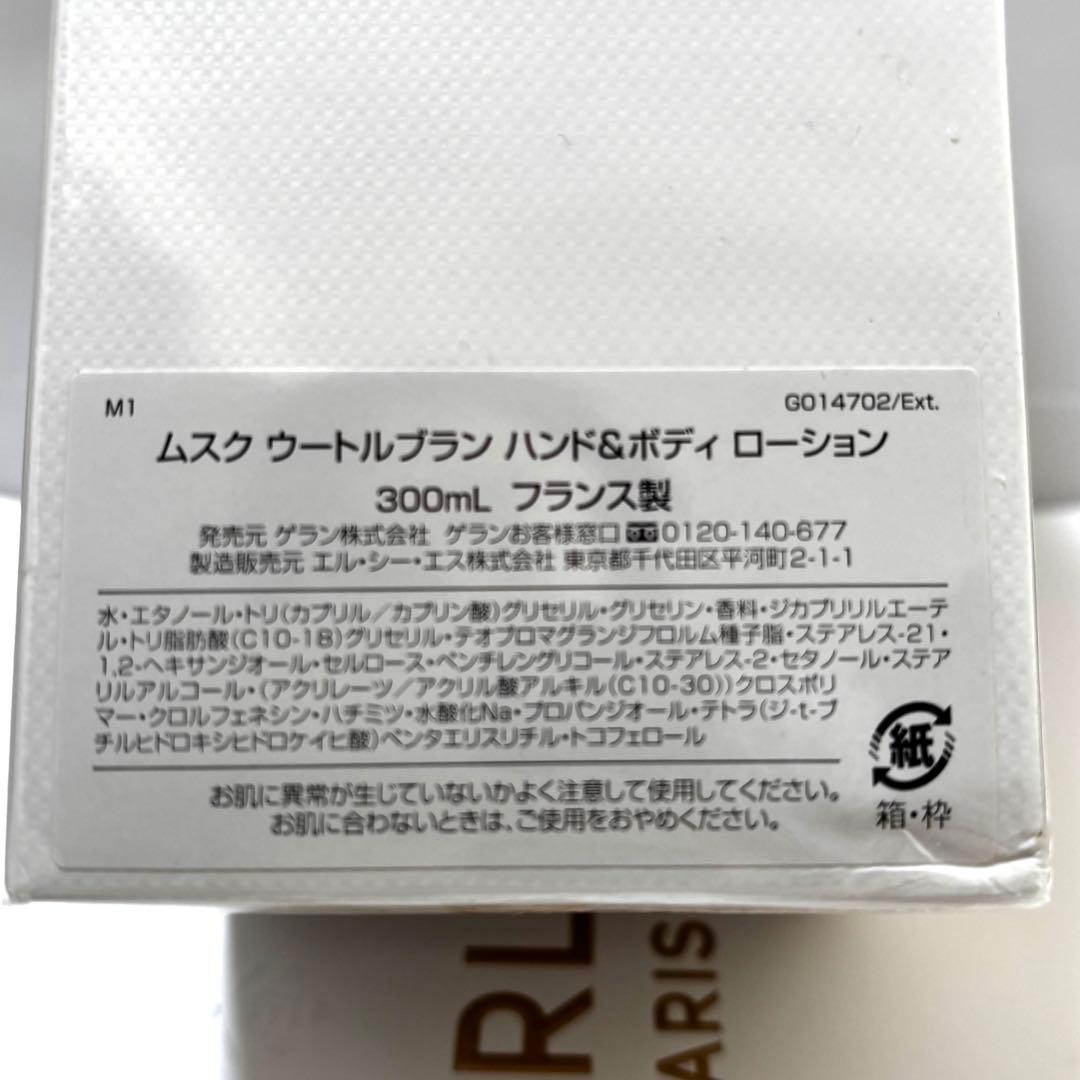 M1
G014702/Ext.
ムスク ウートルブラン ハンド&ボディ ローション
300mL フランス製
発売元 ゲラン株式会社 ゲランお客様窓口 0120-140-677
製造販売元 エル・シー・エス株式会社 東京都千代田区平河町2-1-1
水・エタノール・トリ(カプリル/カプリン酸)グリセリル・グリセリン・香料・ジカプリリルエーテ
ル・トリ脂肪酸(C10-18)グリセリル・テオブロマグランジフロルム種子脂・ステアレス-21・
1,2-ヘキサンジオール・セルロース・ペンチレングリコール・ステアレス-2・セタノール・ステア
リルアルコール・(アクリレーツ/アクリル酸アルキル(C10-30))クロスポリ
マー・クロルフェネシン・ハチミツ・水酸化Na・プロパンジオール・テトラ(ジ-t-ブ
チルヒドロキシヒドロケイヒ酸)ペンタエリスリチル・トコフェロール
お肌に異常が生じていないかよく注意して使用してください。
お肌に合わないときは、ご使用をおやめください。
紙
箱・枠
RL
ARIS